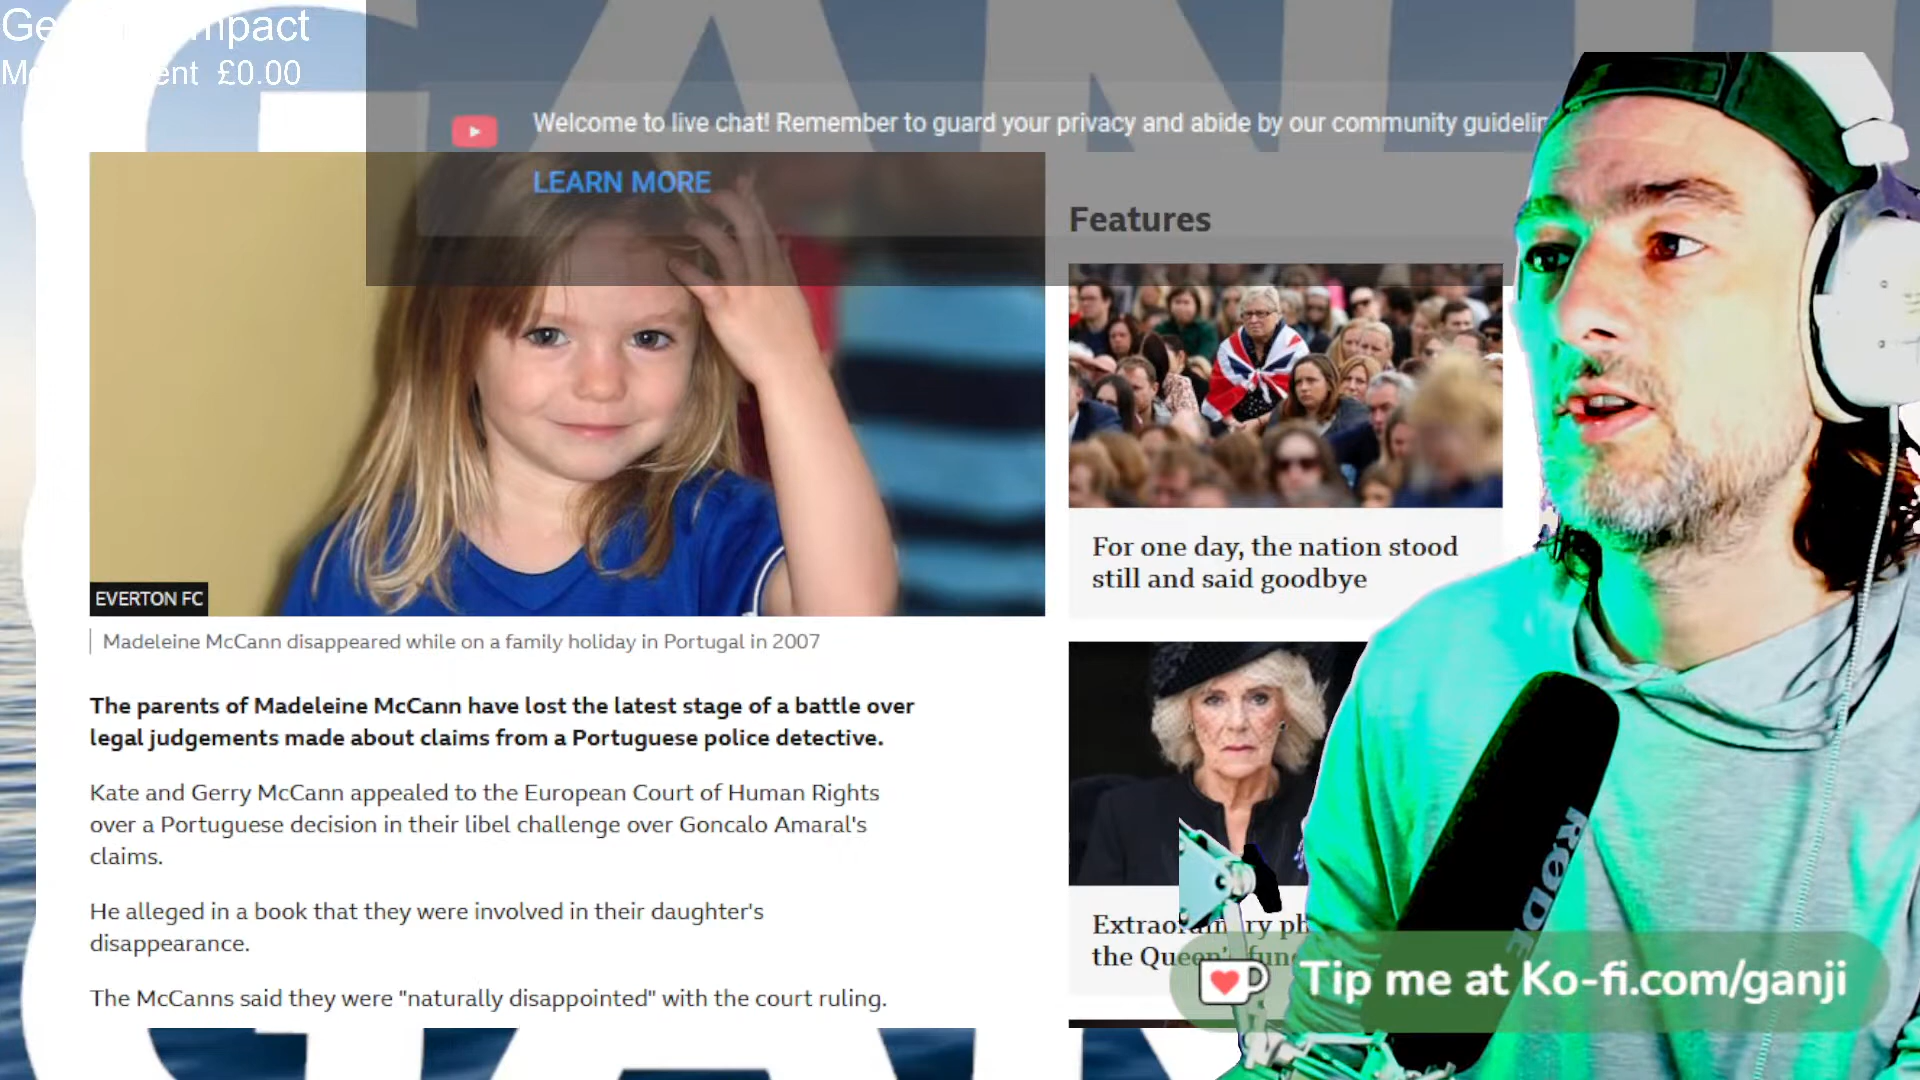 £0.00
Welcome to live chat! Remember to guard your privacy and abide by our community
LEARN MORE
EVERTON FC
Madeleine McCann disappeared while on a family holiday in Portugal in 2007
The parents of Madeleine McCann have lost the latest stage of a battle over
legal judgements made about claims from a Portuguese police detective.
Kate and Gerry McCann appealed to the European Court of Human Rights
over a Portuguese decision in their libel challenge over Goncalo Amaral's
claims.
He alleged in a book that they were involved in their daughter's
disappearance.
The McCanns said they were "naturally disappointed" with the court ruling.
Features
For one day, the nation stood
still and said goodbye
the
RØDE
Tip me at Ko-fi.com/ganji